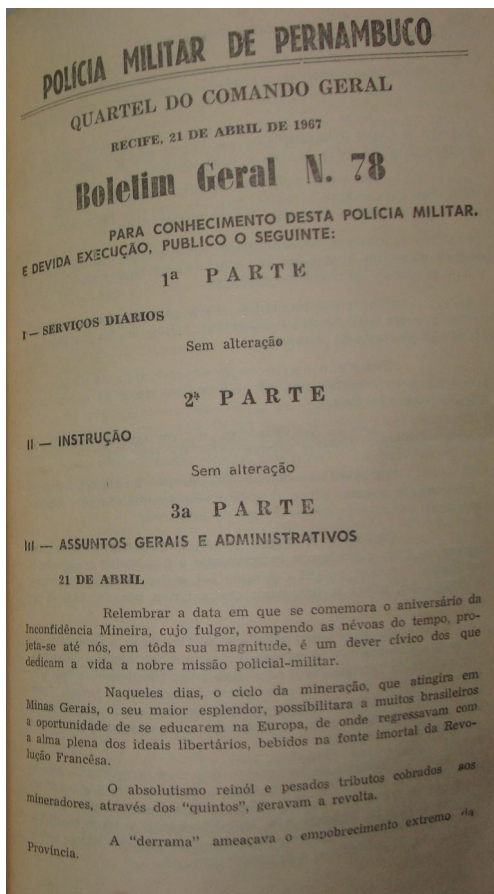 POLÍCIA MILITAR DE PERNAMBUCO
QUARTEL DO COMANDO GERAL
RECIFE, 21 DE ABRIL DE 1967
Boletim Geral N. 78
PARA CONHECIMENTO DESTA POLÍCIA MILITAR.
E DEVIDA EXECUÇÃO, PUBLICO O SEGUINTE:
1ª PARTE
I — SERVIÇOS DIÁRIOS
Sem alteração
2ª PARTE
II — INSTRUÇÃO
Sem alteração
3a PARTE
III — ASSUNTOS GERAIS E ADMINISTRATIVOS
21 DE ABRIL
Relembrar a data em que se comemora o aniversário da
Inconfidência Mineira, cujo fulgor, rompendo as névoas do tempo, pro-
jeta-se até nós, em tôda sua magnitude, é um dever cívico dos que
dedicam a vida a nobre missão policial-militar.
Naqueles dias, o ciclo da mineração, que atingira em
Minas Gerais, o seu maior esplendor, possibilitara a muitos brasileiros
a oportunidade de se educarem na Europa, de onde regressavam com
a alma plena dos ideais libertários, bebidos na fonte imortal da Revo-
lução Francêsa.
O absolutismo reinól e pesados tributos cobrados aos
mineradores, através dos "quintos", geravam a revolta.
A "derrama" ameaçava o empobrecimento extremo da
Província.